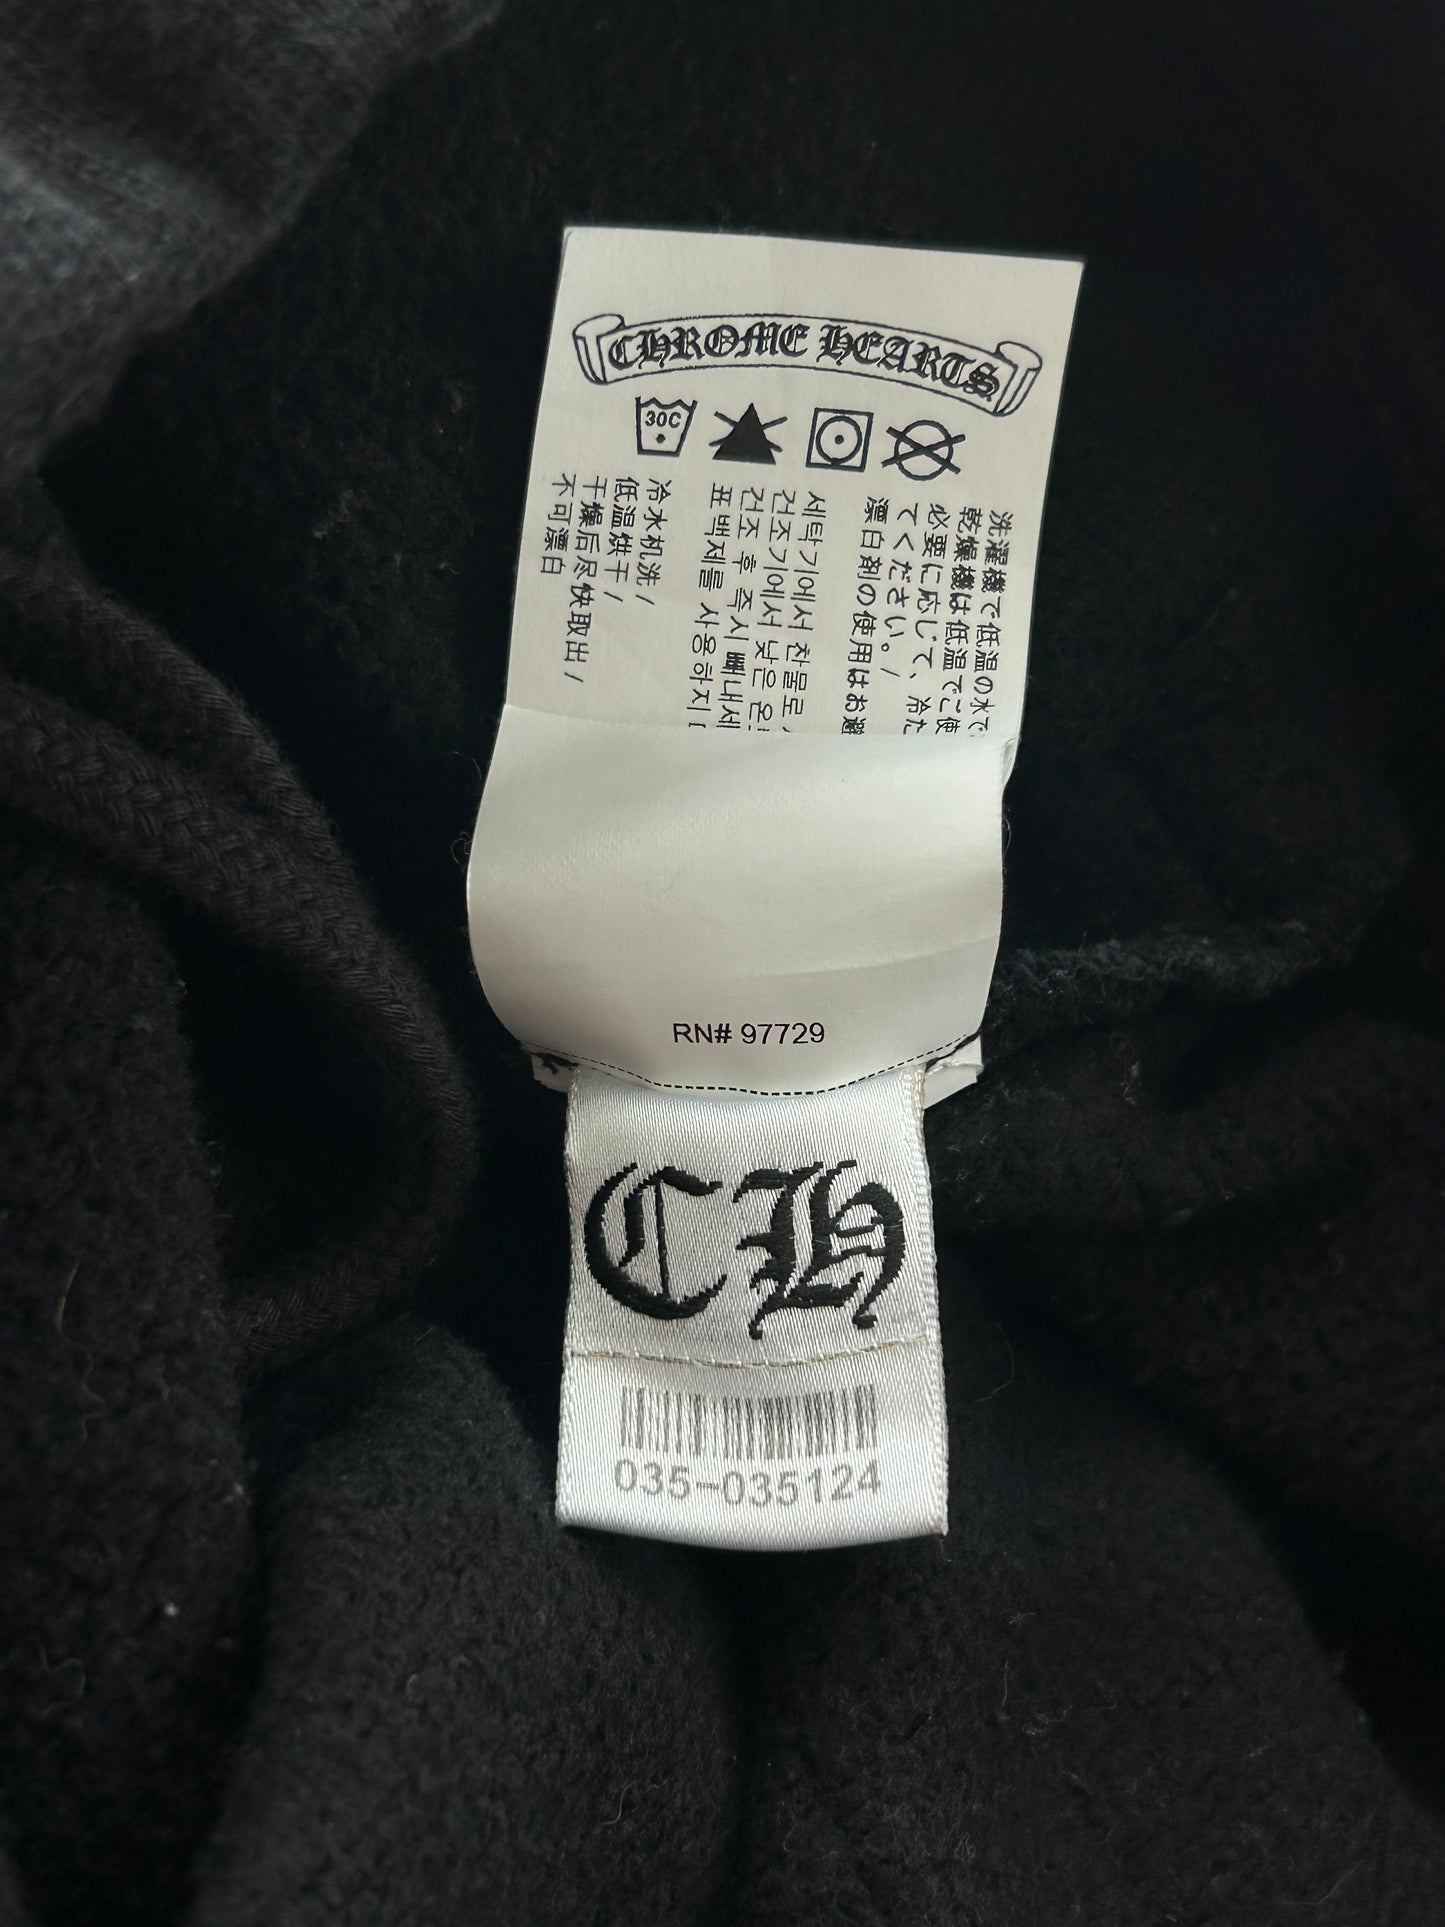 CHROME HEARTS
30C
洗濯機で低温の水で
乾燥機は低温でご使
必要に応じて、冷た
てください。/
漂白剤の使用はお避
세탁기에서 찬물로
건조기에서 낮은 온
건조 후 즉시 빼내세
표백제를 사용하지
冷水机洗 /
低温烘干 /
干燥后尽快取出 /
不可漂白
RN# 97729
CH
035-035124